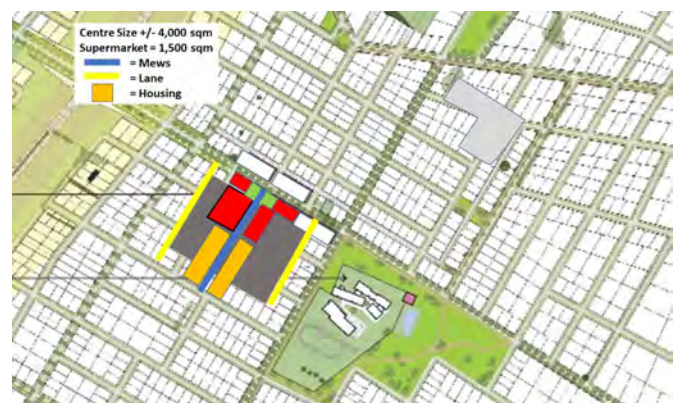 Centre Size +/- 4,000 sqm
Supermarket = 1,500 sqm
= Mews
= Lane
= Housing